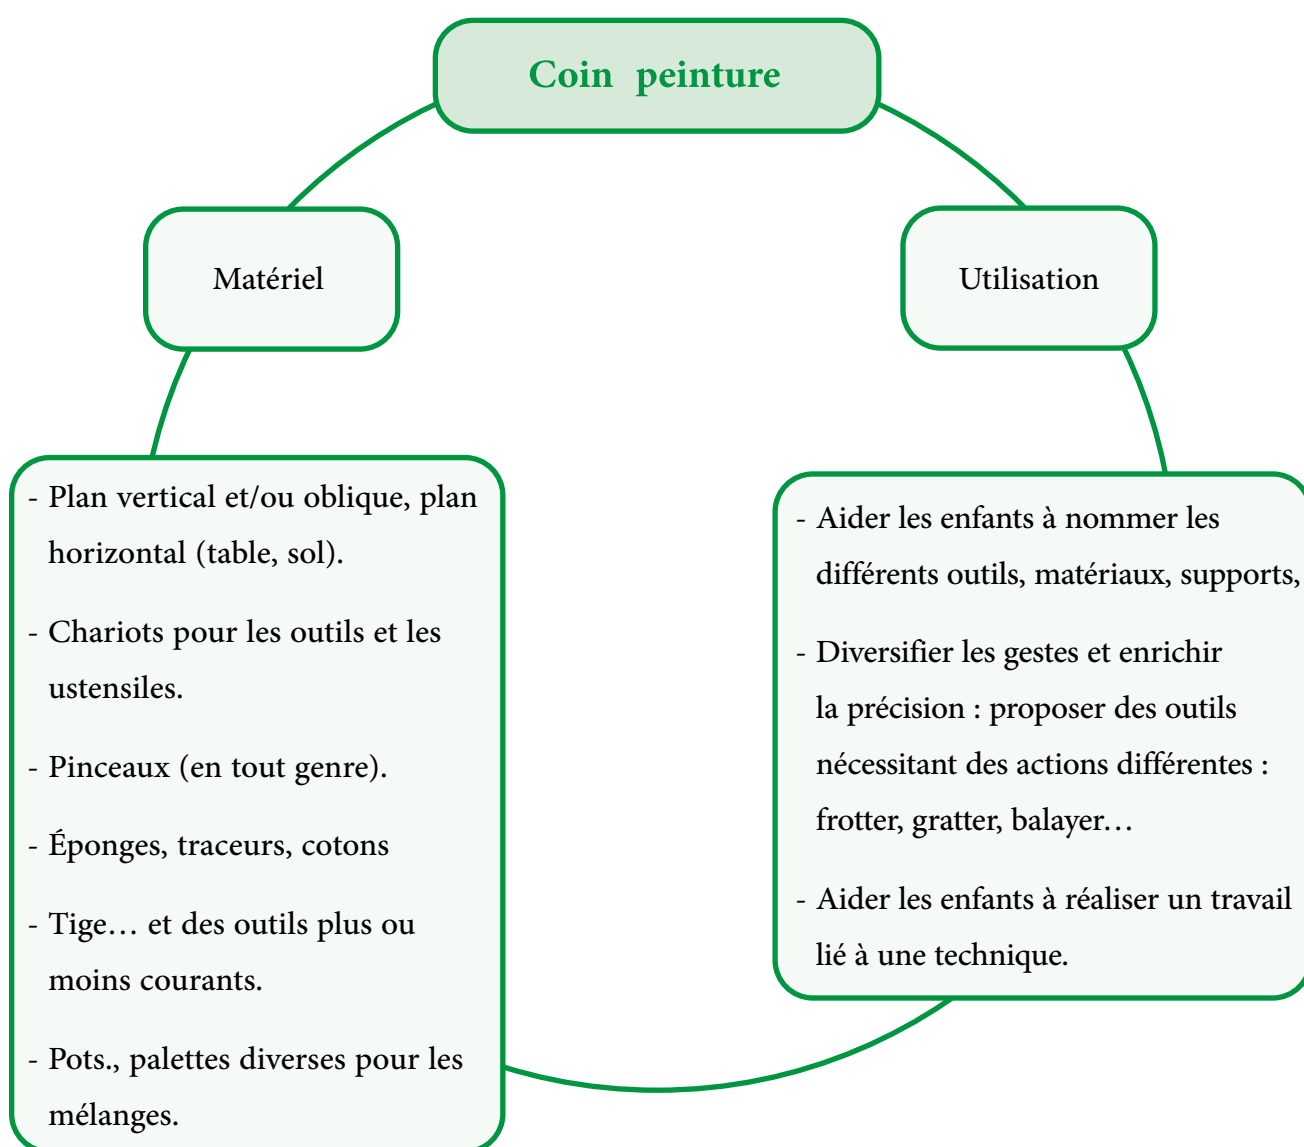 Coin peinture
Matériel
Utilisation
- Plan vertical et/ou oblique, plan
horizontal (table, sol).
- Chariots pour les outils et les
ustensiles.
- Pinceaux (en tout genre).
- Éponges, traceurs, cotons
- Tige… et des outils plus ou
moins courants.
- Pots., palettes diverses pour les
mélanges.
- Aider les enfants à nommer les
différents outils, matériaux, supports,
- Diversifier les gestes et enrichir
la précision : proposer des outils
nécessitant des actions différentes :
frotter, gratter, balayer…
- Aider les enfants à réaliser un travail
lié à une technique.